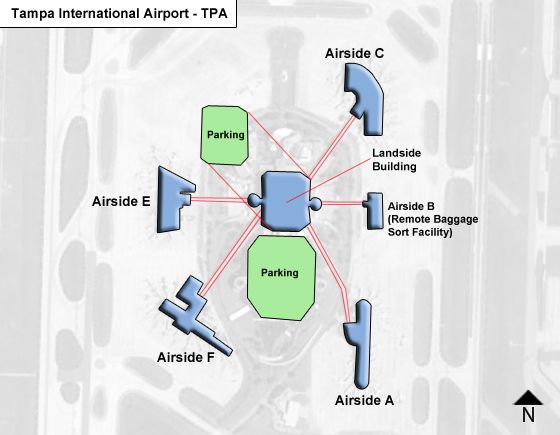 Tampa International Airport - TPA
Airside C
Parking
Landside
Building
Airside E
Airside B
(Remote Baggage
Sort Facility)
Parking
Airside F
Airside A
N